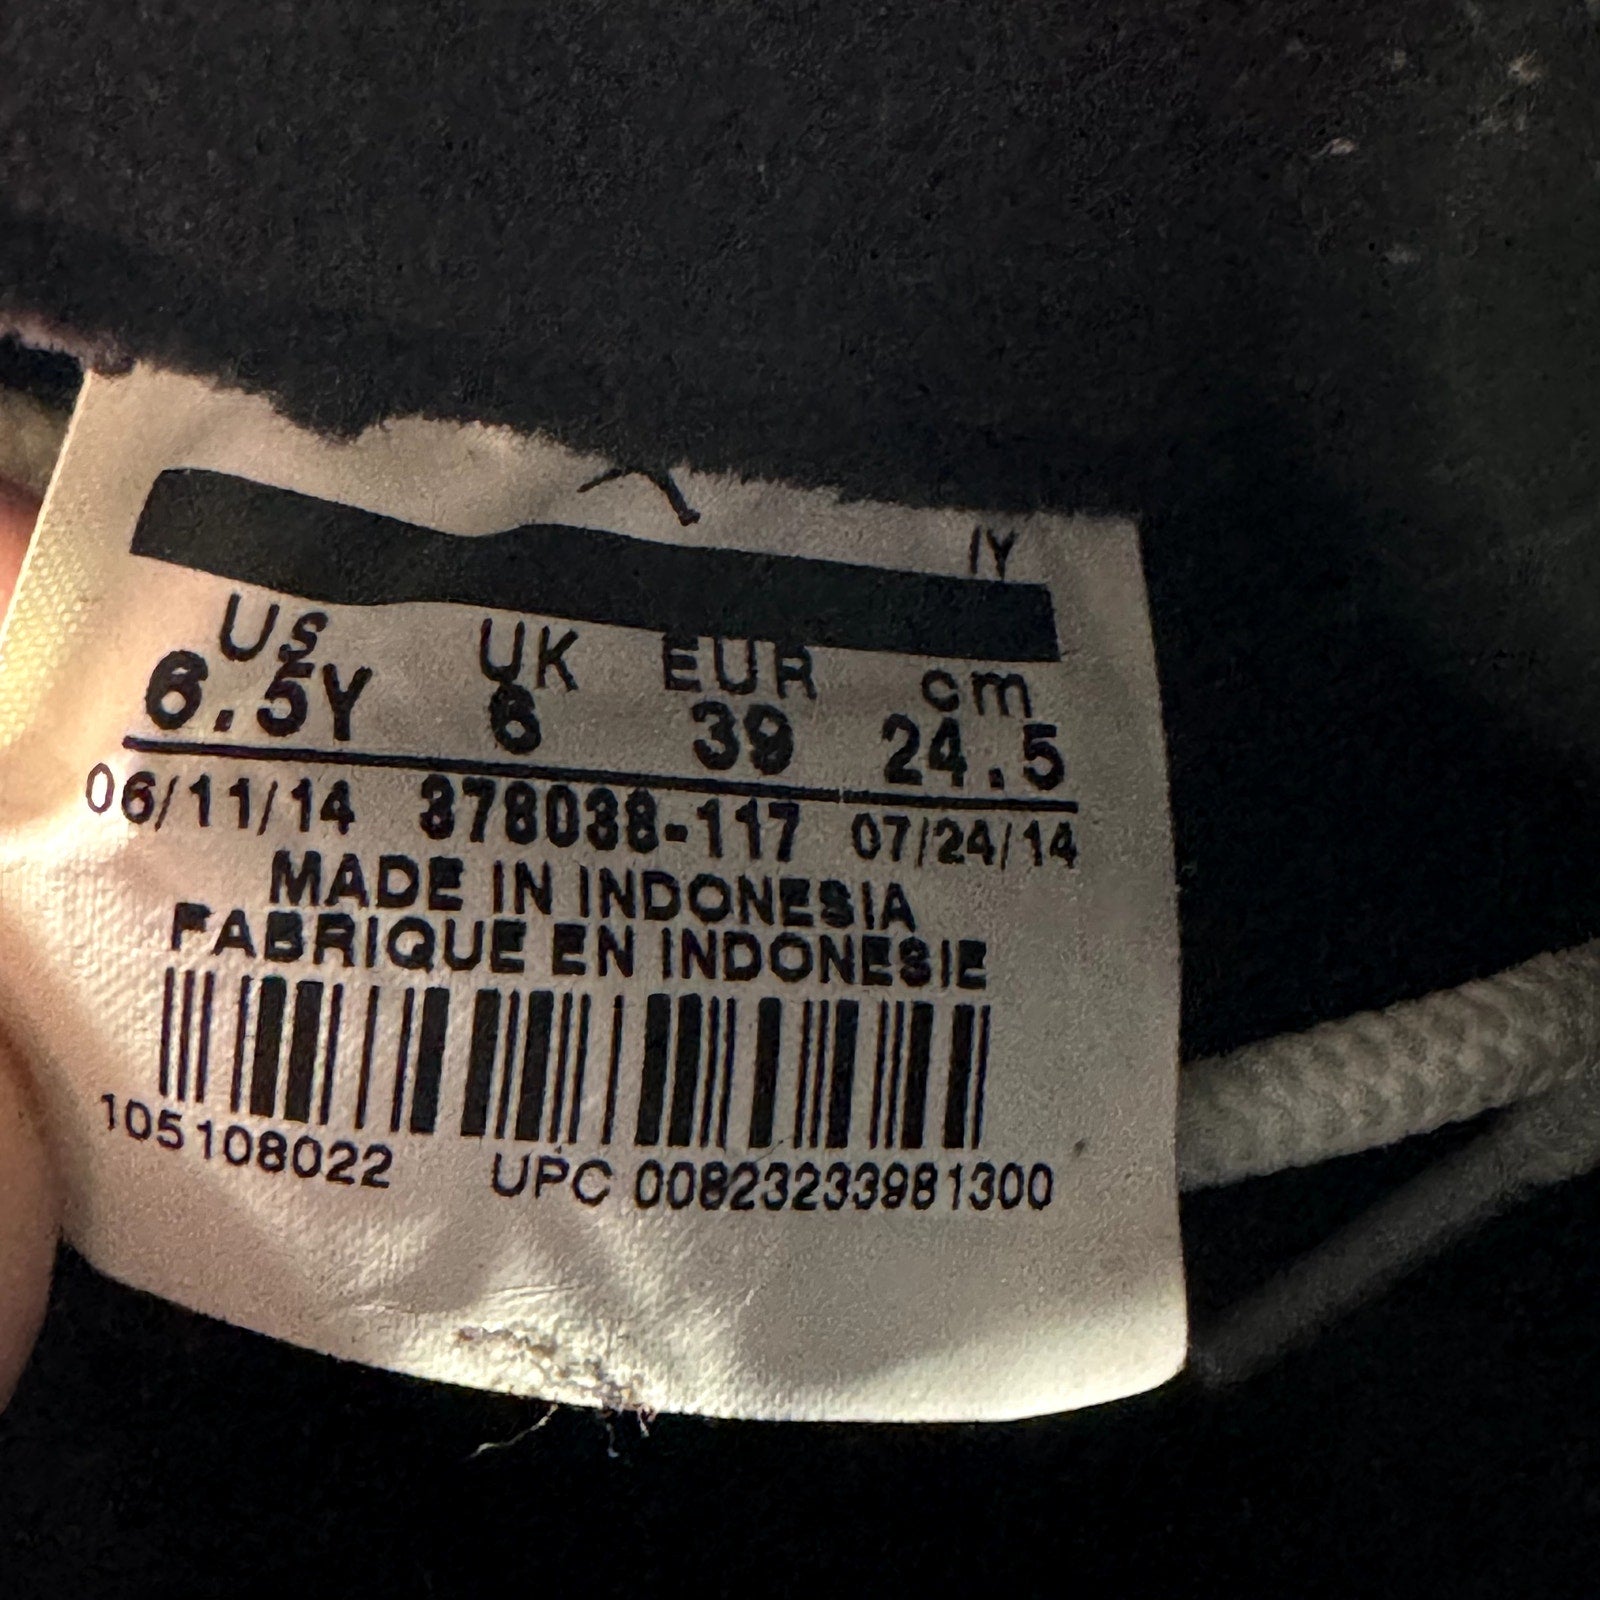 IY
US UK EUR cm
6.5Y 6 39 24.5
06/11/14 378038-117 07/24/14
MADE IN INDONESIA
FABRIQUE EN INDONESIE
105108022 UPC 00823233981300